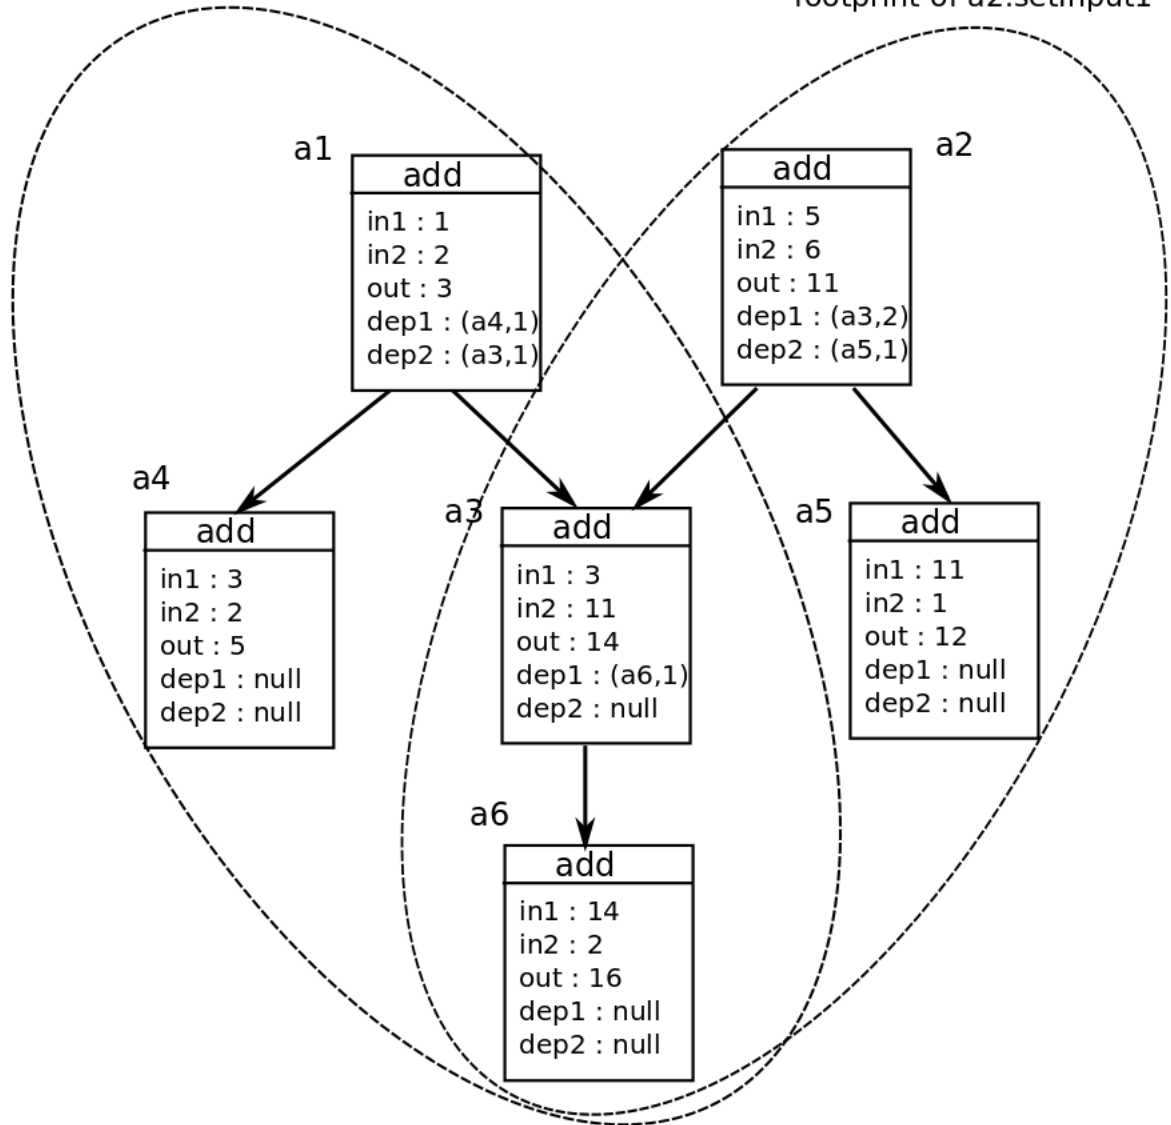 footprint of a2.setInput1
a1
add
in1 : 1
in2 : 2
out : 3
dep1 : (a4,1)
dep2 : (a3,1)
a2
add
in1 : 5
in2 : 6
out : 11
dep1 : (a3,2)
dep2 : (a5,1)
a4
add
in1 : 3
in2 : 2
out : 5
dep1 : null
dep2 : null
a3
add
in1 : 3
in2 : 11
out : 14
dep1 : (a6,1)
dep2 : null
a5
add
in1 : 11
in2 : 1
out : 12
dep1 : null
dep2 : null
a6
add
in1 : 14
in2 : 2
out : 16
dep1 : null
dep2 : null